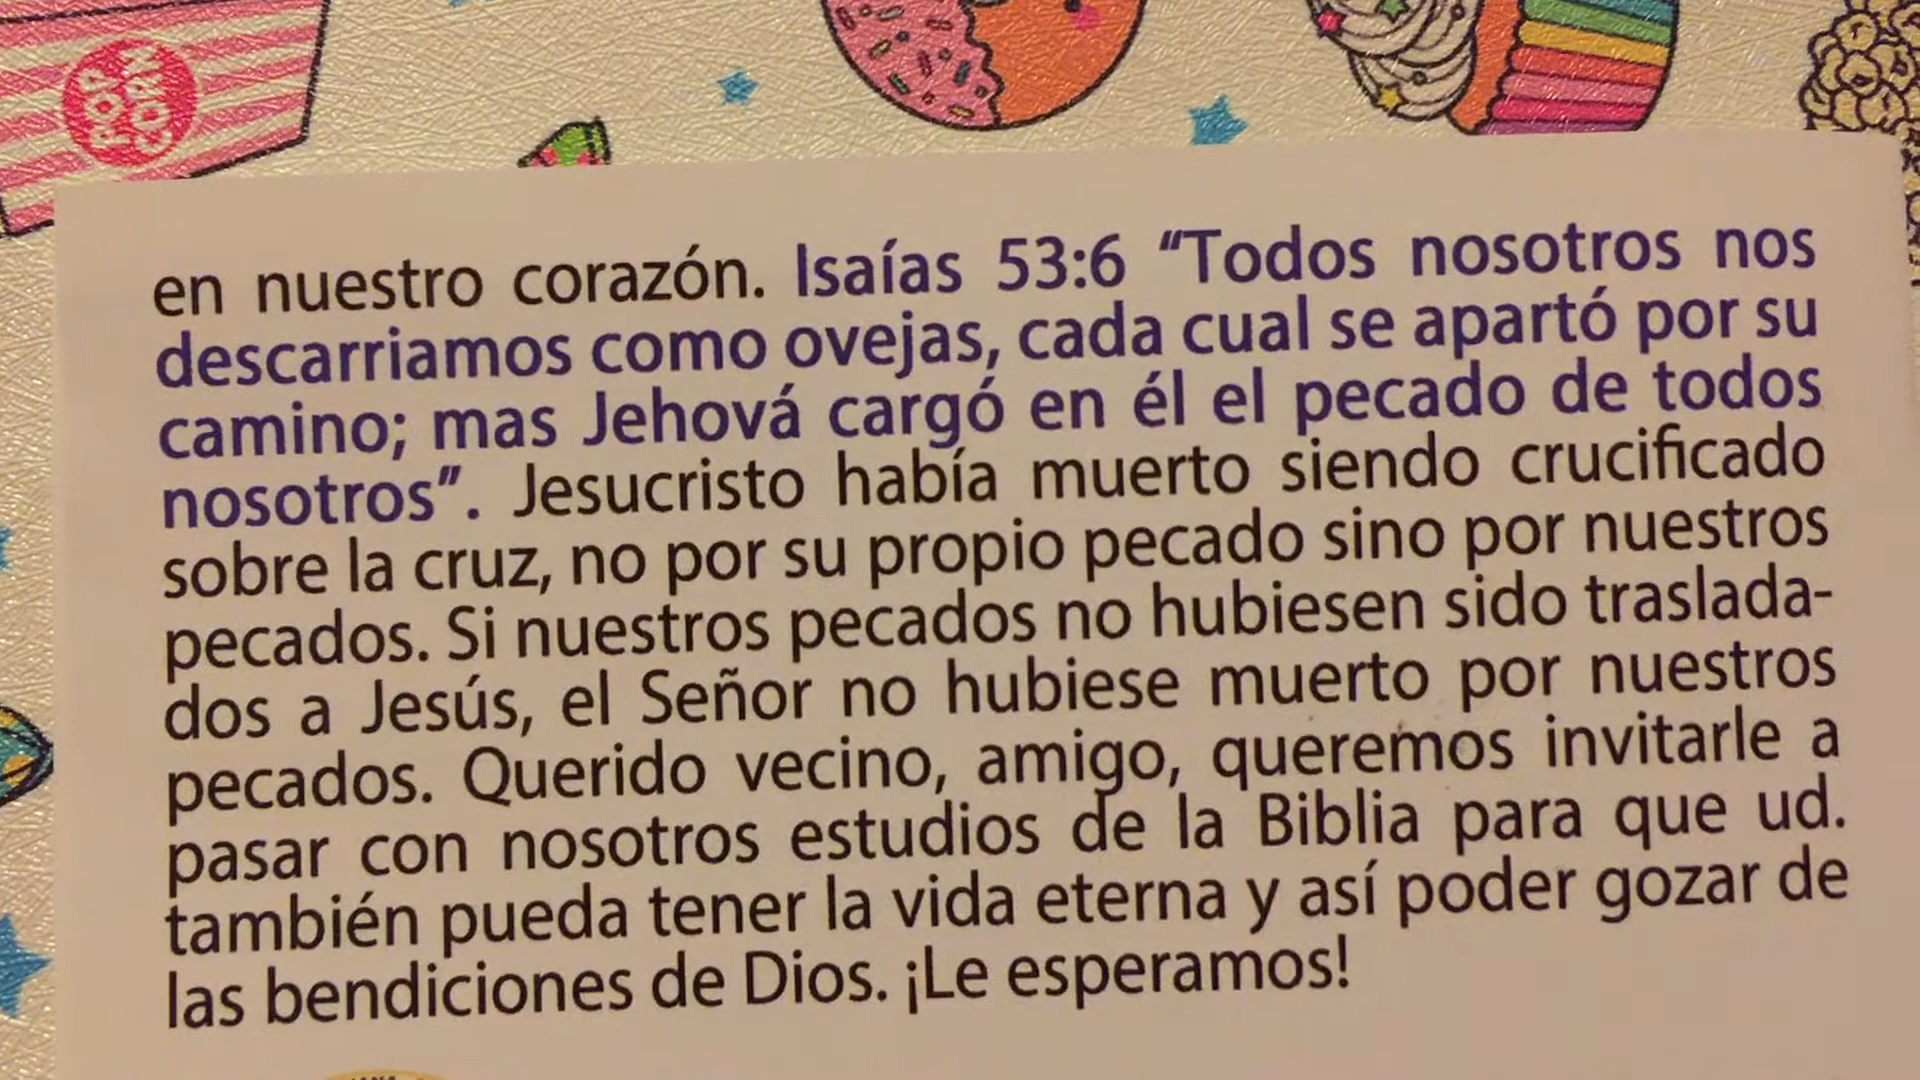 POP
CORN
en nuestro corazón. Isaías 53:6 “Todos nosotros nos
descarriamos como ovejas, cada cual se apartó por su
camino; mas Jehová cargó en él el pecado de todos
nosotros”. Jesucristo había muerto siendo crucificado
sobre la cruz, no por su propio pecado sino por nuestros
pecados. Si nuestros pecados no hubiesen sido traslada-
dos a Jesús, el Señor no hubiese muerto por nuestros
pecados. Querido vecino, amigo, queremos invitarle a
pasar con nosotros estudios de la Biblia para que ud.
también pueda tener la vida eterna y así poder gozar de
las bendiciones de Dios. ¡Le esperamos!